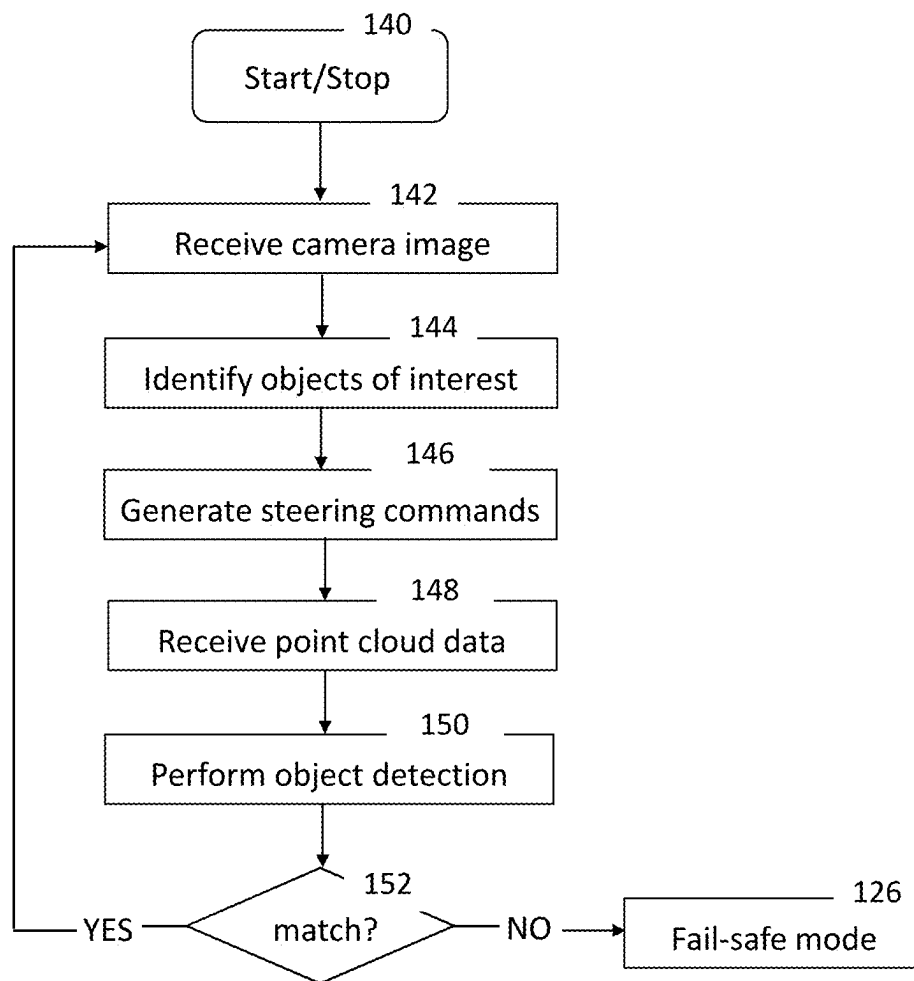 140
Start/Stop
142
Receive camera image
144
Identify objects of interest
146
Generate steering commands
148
Receive point cloud data
150
Perform object detection
152
match?
YES
NO
126
Fail-safe mode